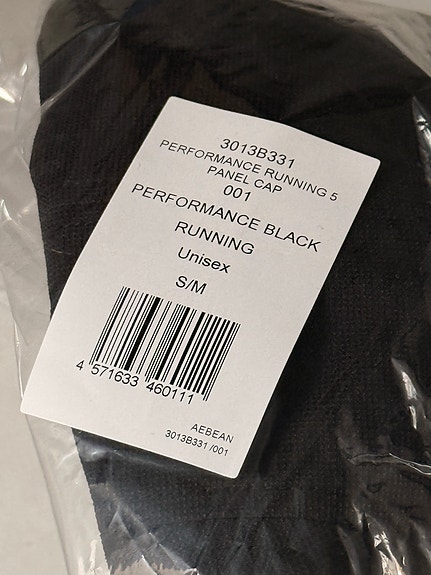 3013B331
PERFORMANCE RUNNING 5
PANEL CAP
001
PERFORMANCE BLACK
RUNNING
Unisex
S/M
4 571633 460111
AEBEAN
3013B331 /001